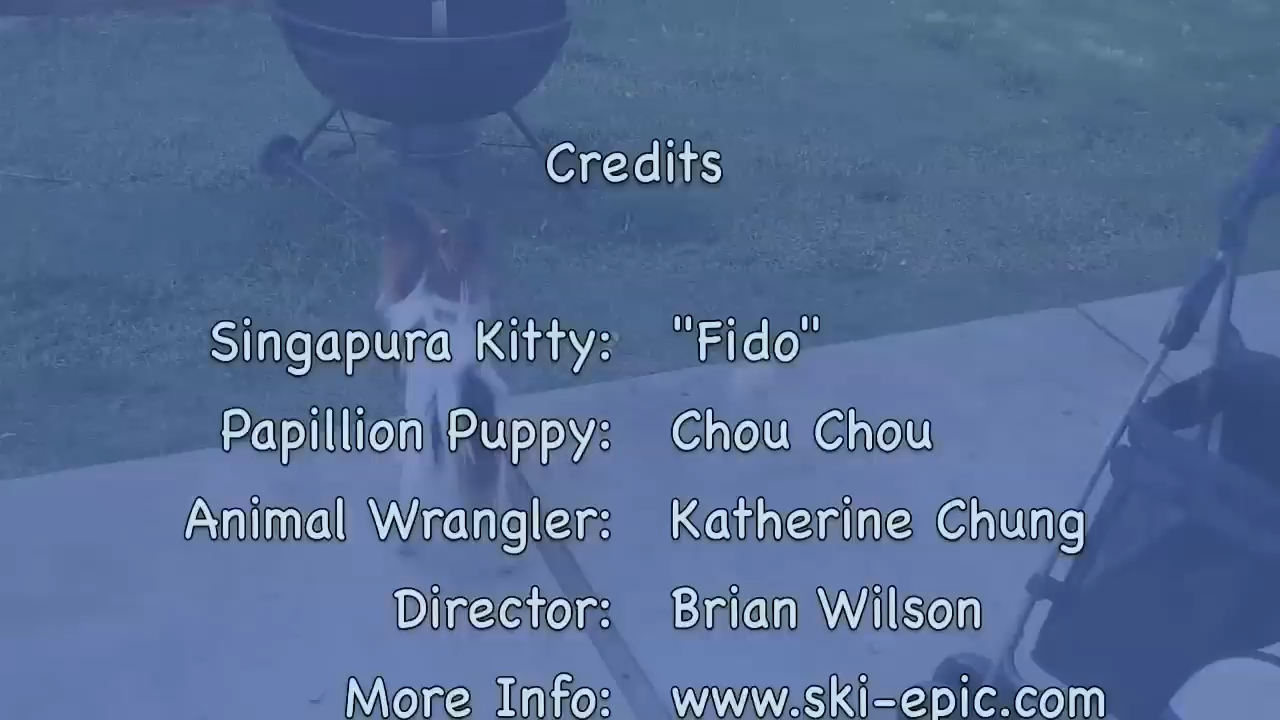 Credits
Singapura Kitty: "Fido"
Papillion Puppy: Chou Chou
Animal Wrangler: Katherine Chung
Director: Brian Wilson
More Info: www.ski-epic.com